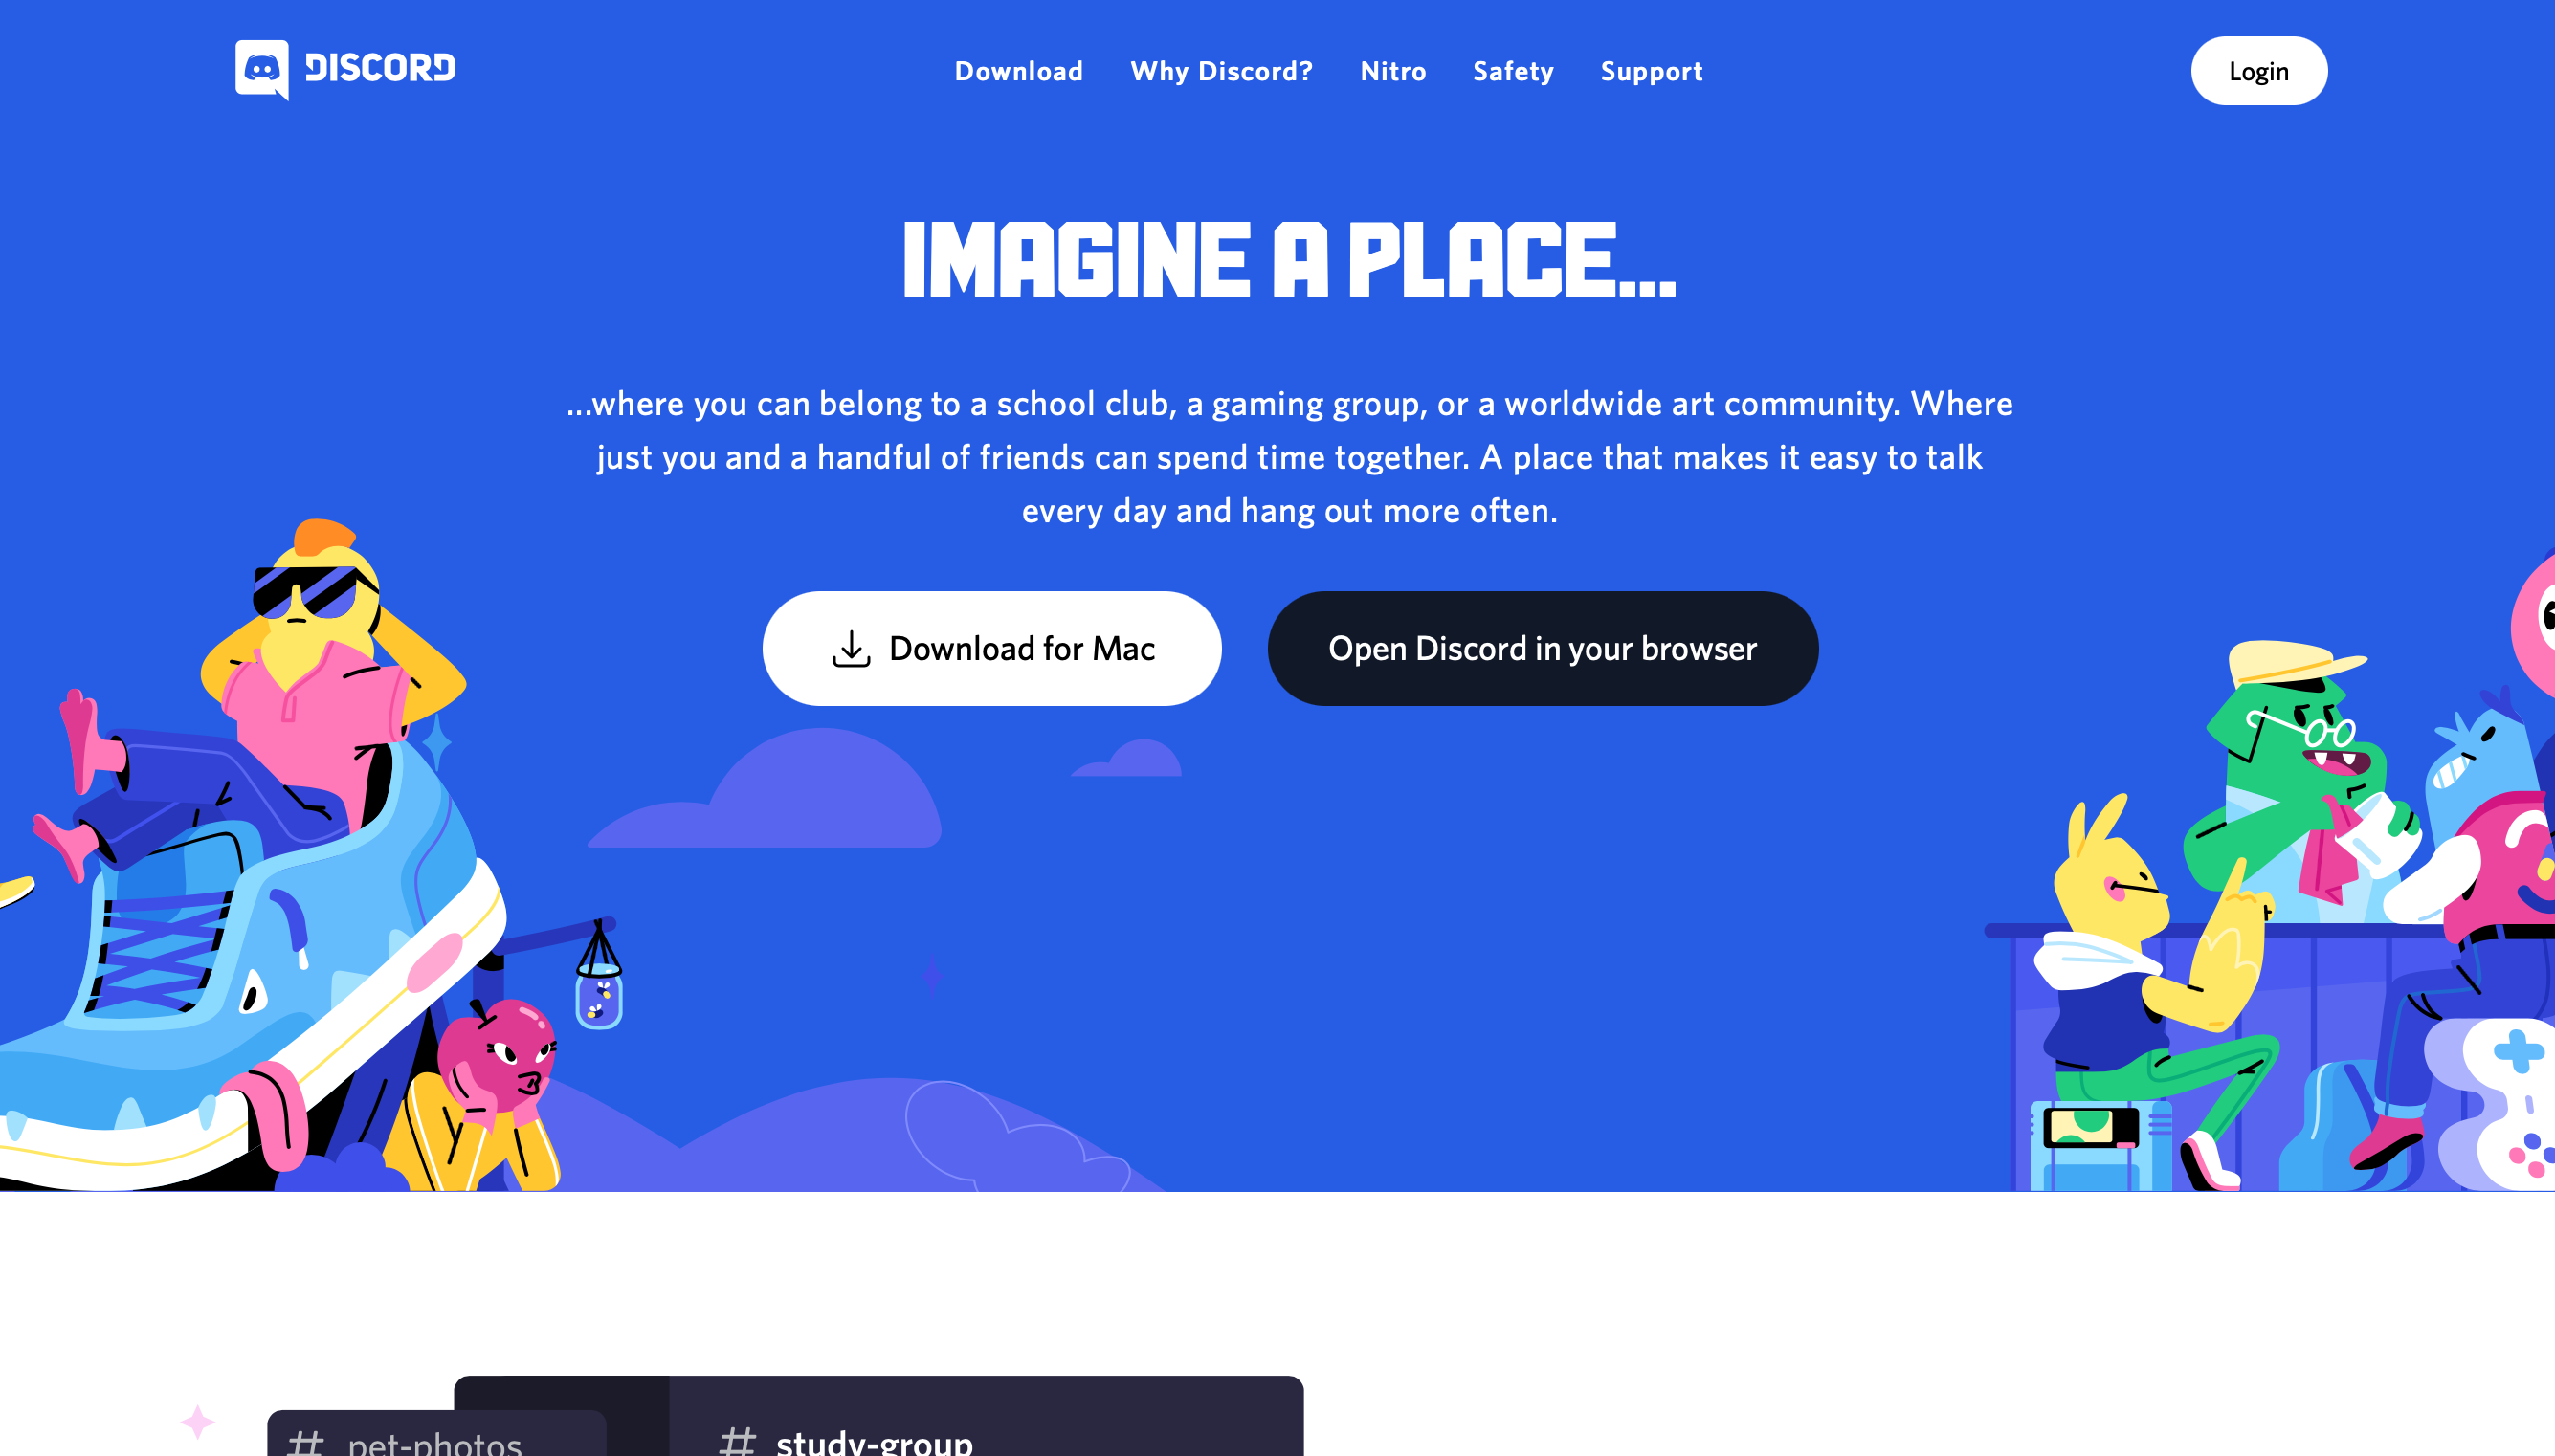 DISCORD
Download Why Discord? Nitro Safety Support
Login
IMAGINE A PLACE...
...where you can belong to a school club, a gaming group, or a worldwide art community. Where
just you and a handful of friends can spend time together. A place that makes it easy to talk
every day and hang out more often.
Download for Mac
Open Discord in your browser
# pet-photos
# study-group